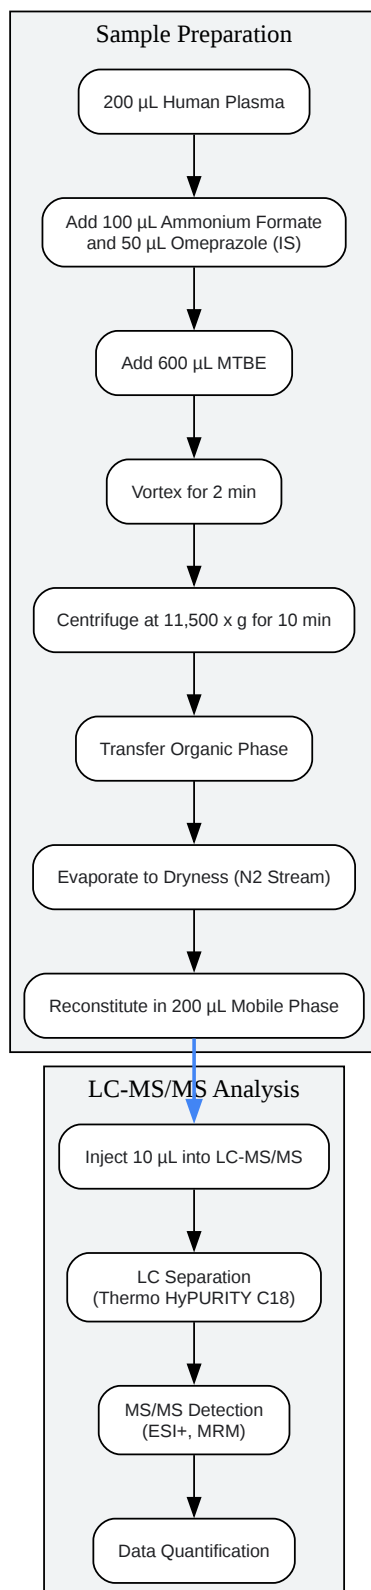 Sample Preparation
200 µL Human Plasma
Add 100 µL Ammonium Formate
and 50 µL Omeprazole (IS)
Add 600 µL MTBE
Vortex for 2 min
Centrifuge at 11,500 x g for 10 min
Transfer Organic Phase
Evaporate to Dryness (N2 Stream)
Reconstitute in 200 µL Mobile Phase
LC-MS/MS Analysis
Inject 10 µL into LC-MS/MS
LC Separation
(Thermo HyPURITY C18)
MS/MS Detection
(ESI+, MRM)
Data Quantification